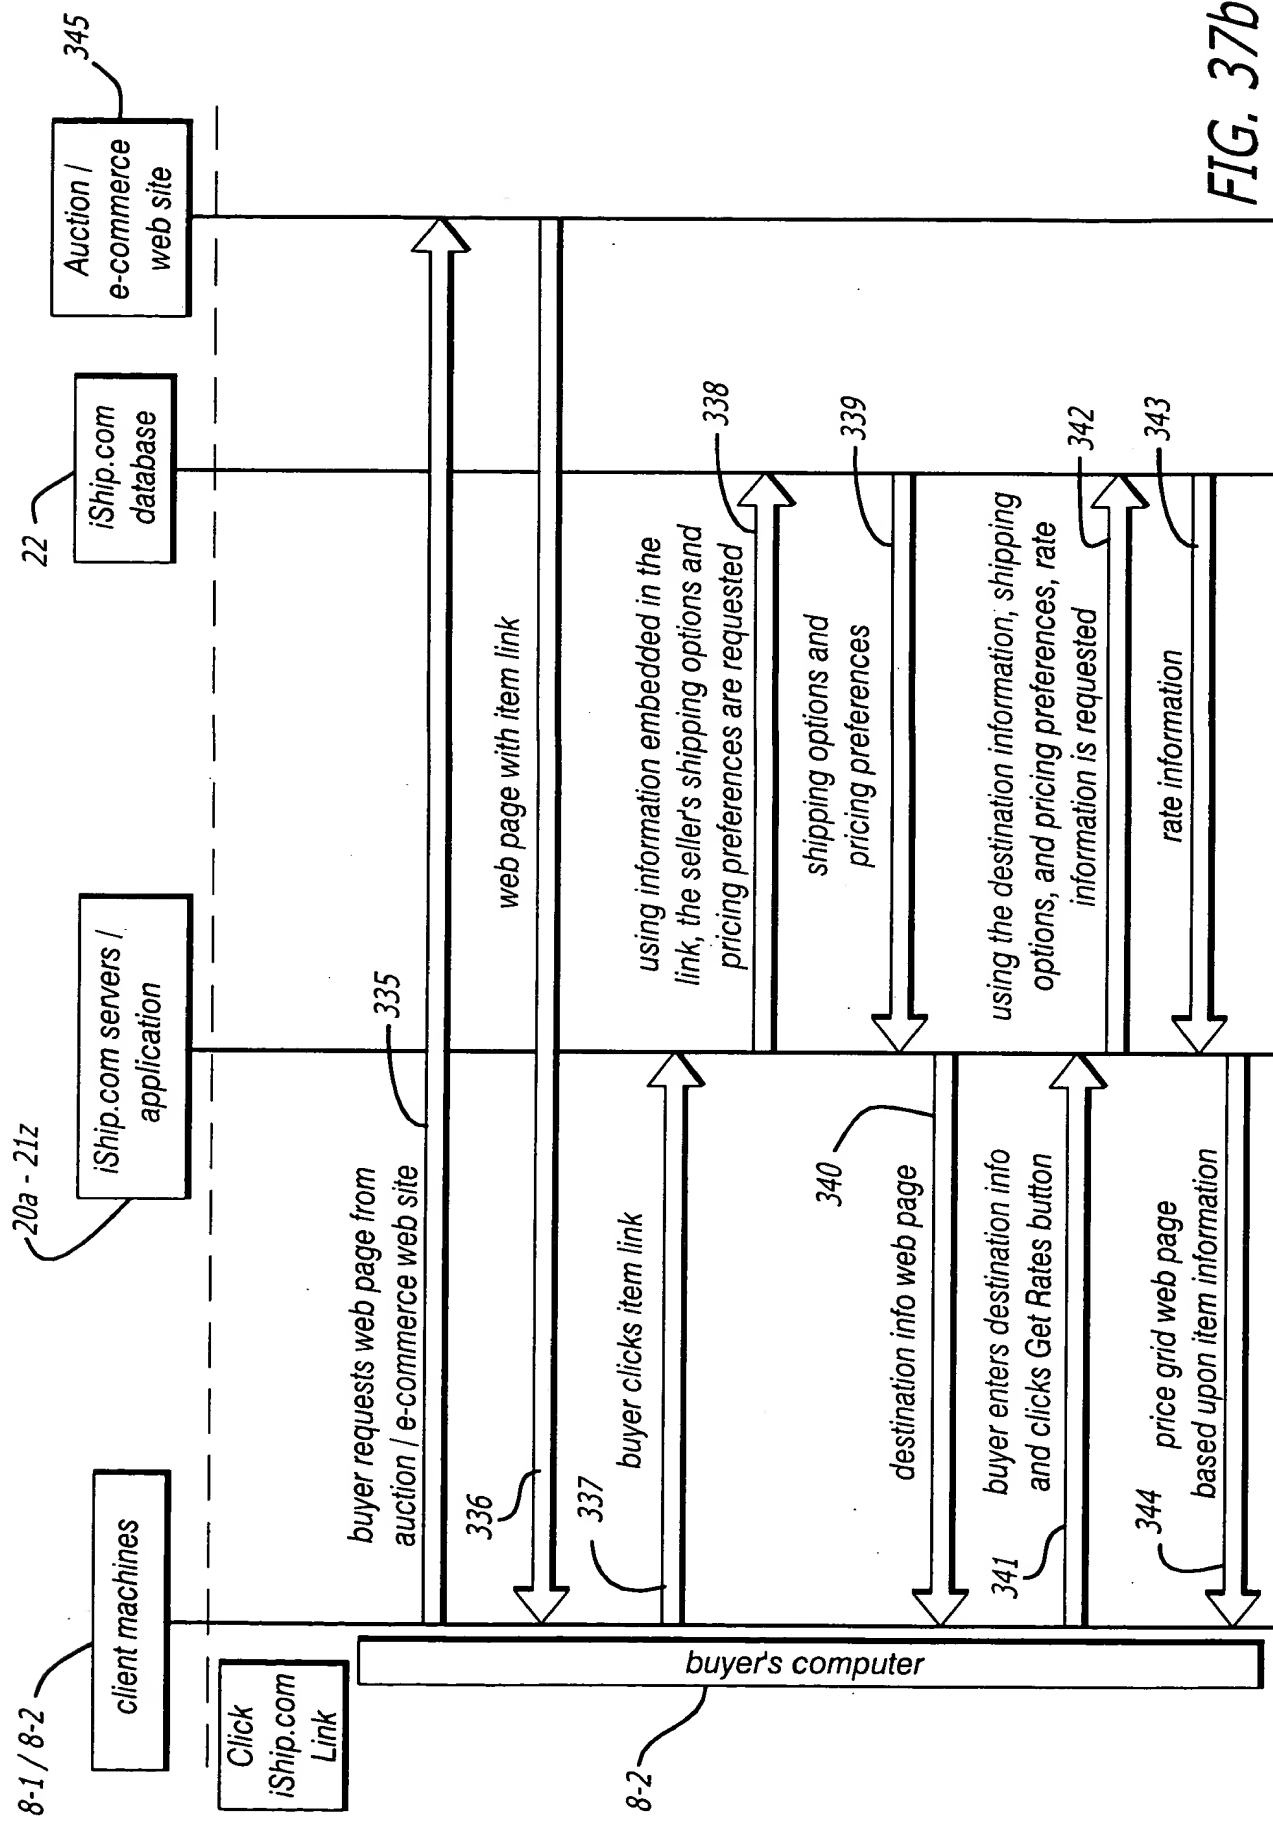 8-1 / 8-2
client machines
20a - 21z
iShip.com servers /
application
22
iShip.com
database
Auction /
e-commerce
web site
345
Click
iShip.com
Link
buyer's computer
8-2
buyer requests web page from
auction / e-commerce web site
335
web page with item link
336
337
buyer clicks item link
using information embedded in the
link, the seller's shipping options and
pricing preferences are requested
338
shipping options and
pricing preferences
339
destination info web page
340
341
buyer enters destination info
and clicks Get Rates button
using the destination information, shipping
options, and pricing preferences, rate
information is requested
342
rate information
343
344
price grid web page
based upon item information
FIG. 37b